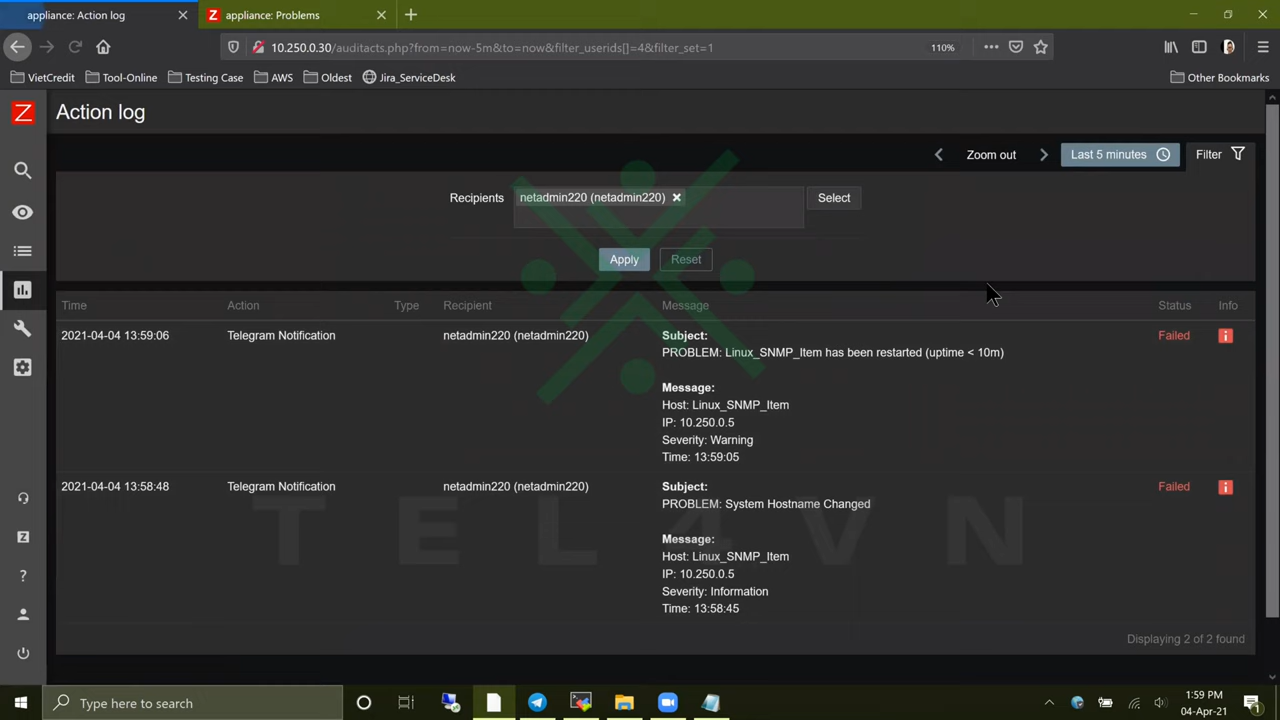 appliance: Action log
Z appliance: Problems
10.250.0.30/auditacts.php?from=now-5m&to=now&filter_userids[]=4&filter_set=1
110%
VietCredit
Tool-Online
Testing Case
AWS
Oldest
Jira_ServiceDesk
Other Bookmarks
Z
Action log
Zoom out
Last 5 minutes
Filter
Recipients
netadmin220 (netadmin220)
Select
Apply
Reset
Time Action Type Recipient Message Status Info
2021-04-04 13:59:06 Telegram Notification netadmin220 (netadmin220) Subject: Failed i
PROBLEM: Linux_SNMP_Item has been restarted (uptime < 10m)
Message:
Host: Linux_SNMP_Item
IP: 10.250.0.5
Severity: Warning
Time: 13:59:05
2021-04-04 13:58:48 Telegram Notification netadmin220 (netadmin220) Subject: Failed i
PROBLEM: System Hostname Changed
Message:
Host: Linux_SNMP_Item
IP: 10.250.0.5
Severity: Information
Time: 13:58:45
TEL4VN
Z
?
Displaying 2 of 2 found
Type here to search
1:59 PM
04-Apr-21
1